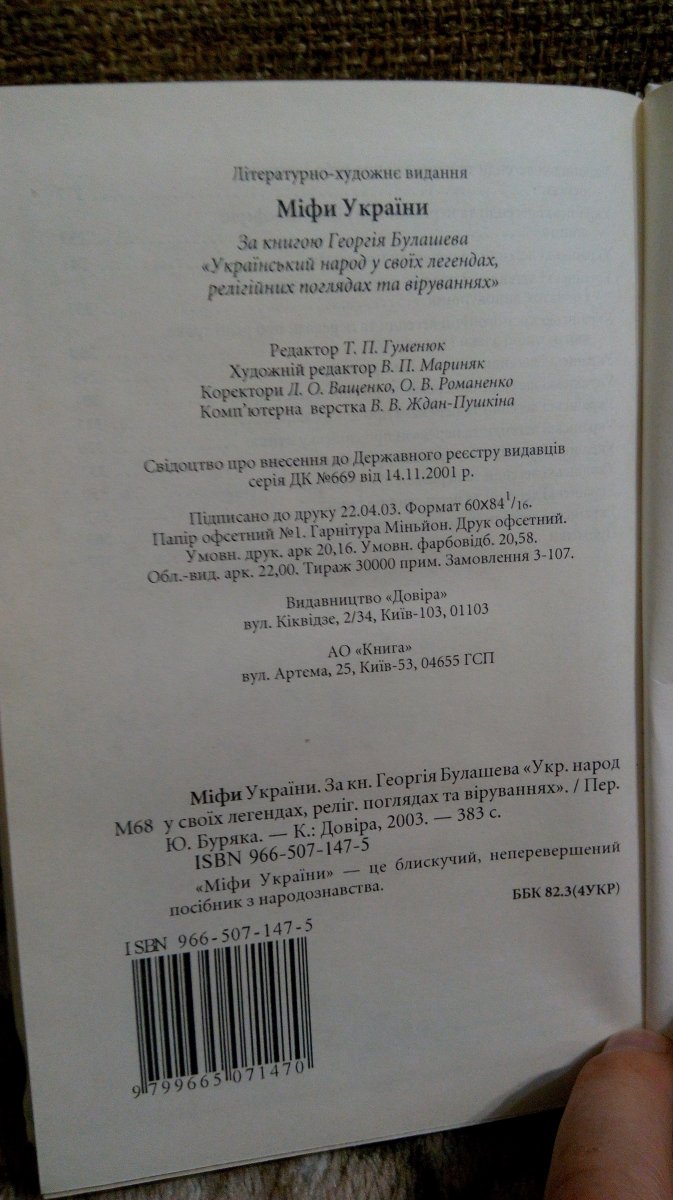 Літературно-художнє видання
Міфи України
За книгою Георгія Булашева
«Український народ у своїх легендах,
релігійних поглядах та віруваннях»
Редактор Т. П. Гуменюк
Художній редактор В. П. Мариняк
Коректори Л. О. Ващенко, О. В. Романенко
Комп’ютерна верстка В. В. Ждан-Пушкіна
Свідоцтво про внесення до Державного реєстру видавців
серія ДК №669 від 14.11.2001 р.
Підписано до друку 22.04.03. Формат 60х84 1/16.
Папір офсетний №1. Гарнітура Міньйон. Друк офсетний.
Умовн. друк. арк 20,16. Умовн. фарбовідб. 20,58.
Обл.-вид. арк. 22,00. Тираж 30000 прим. Замовлення 3-107.
Видавництво «Довіра»
вул. Кіквідзе, 2/34, Київ-103, 01103
АО «Книга»
вул. Артема, 25, Київ-53, 04655 ГСП
Міфи України. За кн. Георгія Булашева «Укр. народ
М68 у своїх легендах, реліг. поглядах та віруваннях». / Пер.
Ю. Буряка. — К.: Довіра, 2003. — 383 с.
ISBN 966-507-147-5
«Міфи України» — це блискучий, неперевершений
посібник з народознавства.
ББК 82.3(4УКР)
ISBN 966-507-147-5
9 799665 071470